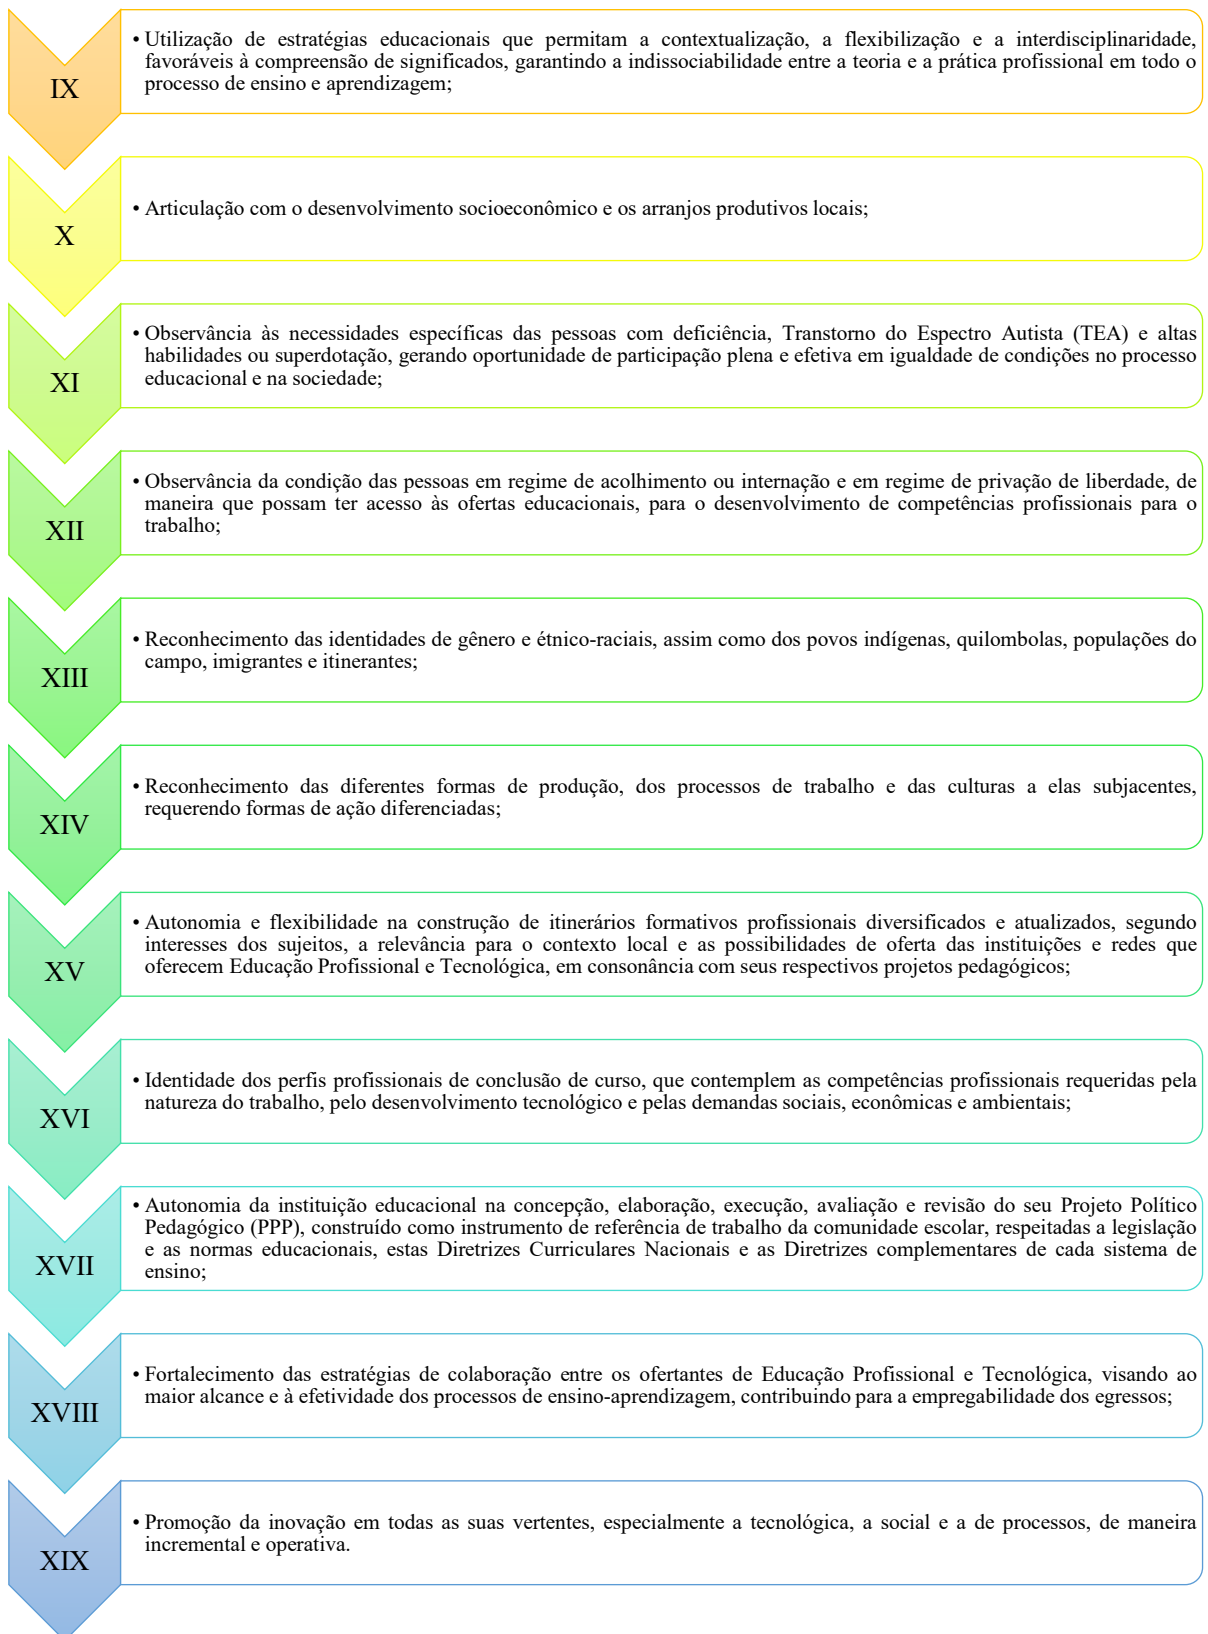 IX
• Utilização de estratégias educacionais que permitam a contextualização, a flexibilização e a interdisciplinaridade,
favoráveis à compreensão de significados, garantindo a indissociabilidade entre a teoria e a prática profissional em todo o
processo de ensino e aprendizagem;
X
• Articulação com o desenvolvimento socioeconômico e os arranjos produtivos locais;
XI
• Observância às necessidades específicas das pessoas com deficiência, Transtorno do Espectro Autista (TEA) e altas
habilidades ou superdotação, gerando oportunidade de participação plena e efetiva em igualdade de condições no processo
educacional e na sociedade;
XII
• Observância da condição das pessoas em regime de acolhimento ou internação e em regime de privação de liberdade, de
maneira que possam ter acesso às ofertas educacionais, para o desenvolvimento de competências profissionais para o
trabalho;
XIII
• Reconhecimento das identidades de gênero e étnico-raciais, assim como dos povos indígenas, quilombolas, populações do
campo, imigrantes e itinerantes;
XIV
• Reconhecimento das diferentes formas de produção, dos processos de trabalho e das culturas a elas subjacentes,
requerendo formas de ação diferenciadas;
XV
• Autonomia e flexibilidade na construção de itinerários formativos profissionais diversificados e atualizados, segundo
interesses dos sujeitos, a relevância para o contexto local e as possibilidades de oferta das instituições e redes que
oferecem Educação Profissional e Tecnológica, em consonância com seus respectivos projetos pedagógicos;
XVI
• Identidade dos perfis profissionais de conclusão de curso, que contemplem as competências profissionais requeridas pela
natureza do trabalho, pelo desenvolvimento tecnológico e pelas demandas sociais, econômicas e ambientais;
XVII
• Autonomia da instituição educacional na concepção, elaboração, execução, avaliação e revisão do seu Projeto Político
Pedagógico (PPP), construído como instrumento de referência de trabalho da comunidade escolar, respeitadas a legislação
e as normas educacionais, estas Diretrizes Curriculares Nacionais e as Diretrizes complementares de cada sistema de
ensino;
XVIII
• Fortalecimento das estratégias de colaboração entre os ofertantes de Educação Profissional e Tecnológica, visando ao
maior alcance e à efetividade dos processos de ensino-aprendizagem, contribuindo para a empregabilidade dos egressos;
XIX
• Promoção da inovação em todas as suas vertentes, especialmente a tecnológica, a social e a de processos, de maneira
incremental e operativa.